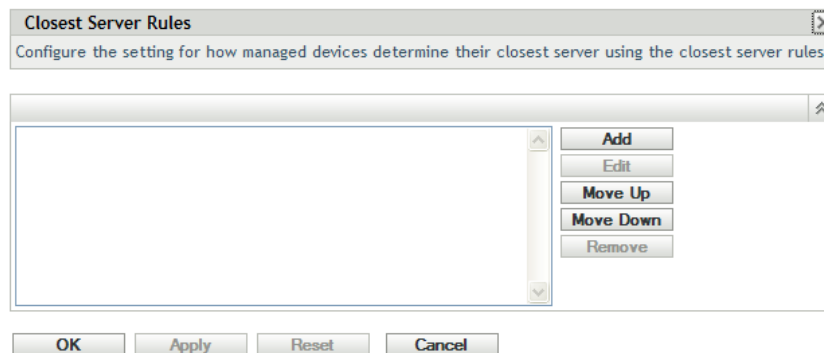 Closest Server Rules
Configure the setting for how managed devices determine their closest server using the closest server rules
Add
Edit
Move Up
Move Down
Remove
OK Apply Reset Cancel